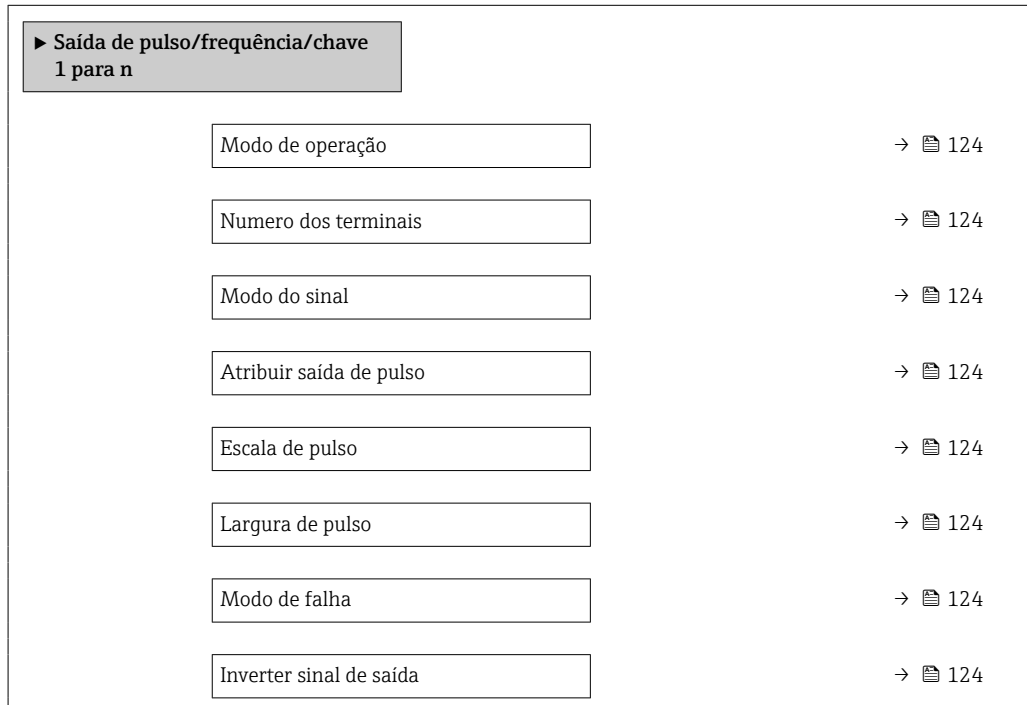 ▶ Saída de pulso/frequência/chave
1 para n
Modo de operação → 124
Numero dos terminais → 124
Modo do sinal → 124
Atribuir saída de pulso → 124
Escala de pulso → 124
Largura de pulso → 124
Modo de falha → 124
Inverter sinal de saída → 124